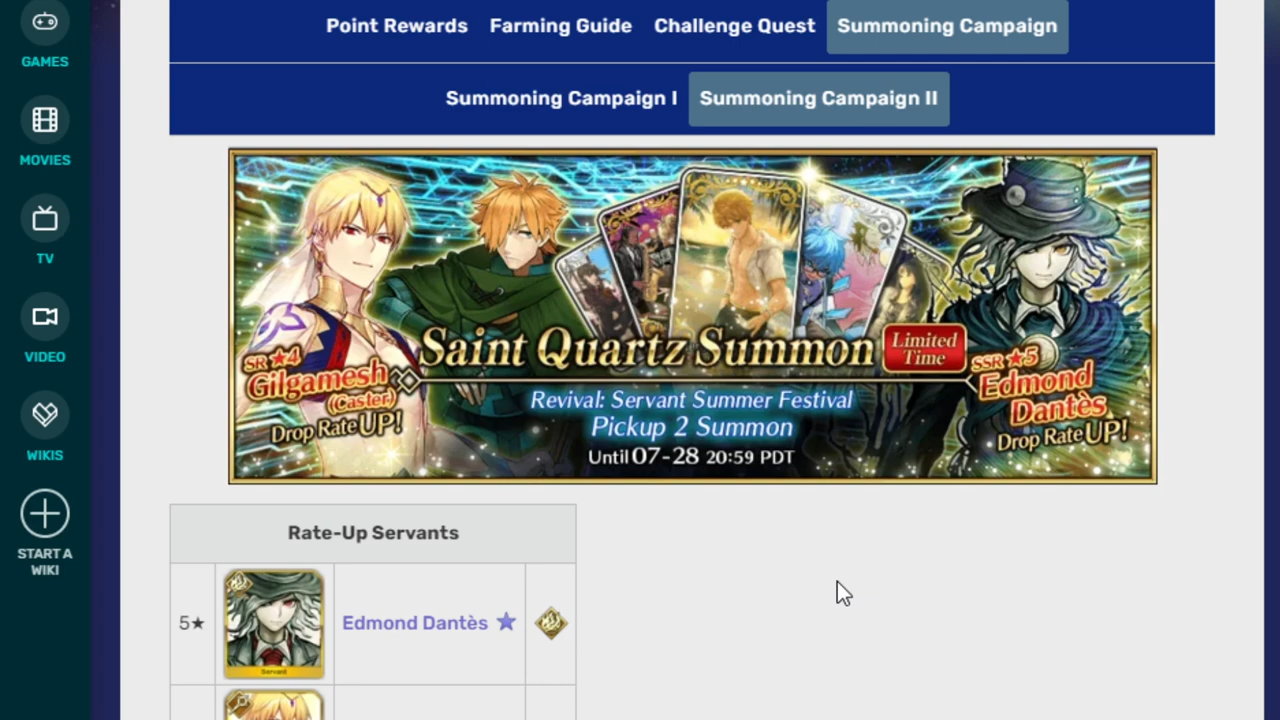 GAMES
MOVIES
TV
VIDEO
WIKIS
START A
WIKI
Point Rewards Farming Guide Challenge Quest Summoning Campaign
Summoning Campaign I Summoning Campaign II
SR ★4
Gilgamesh
(Caster)
Drop Rate UP!
Saint Quartz Summon
Limited
Time
Revival: Servant Summer Festival
Pickup 2 Summon
Until 07-28 20:59 PDT
SSR ★5
Edmond
Dantès
Drop Rate UP!
Rate-Up Servants
5★ Edmond Dantès ★
Servant